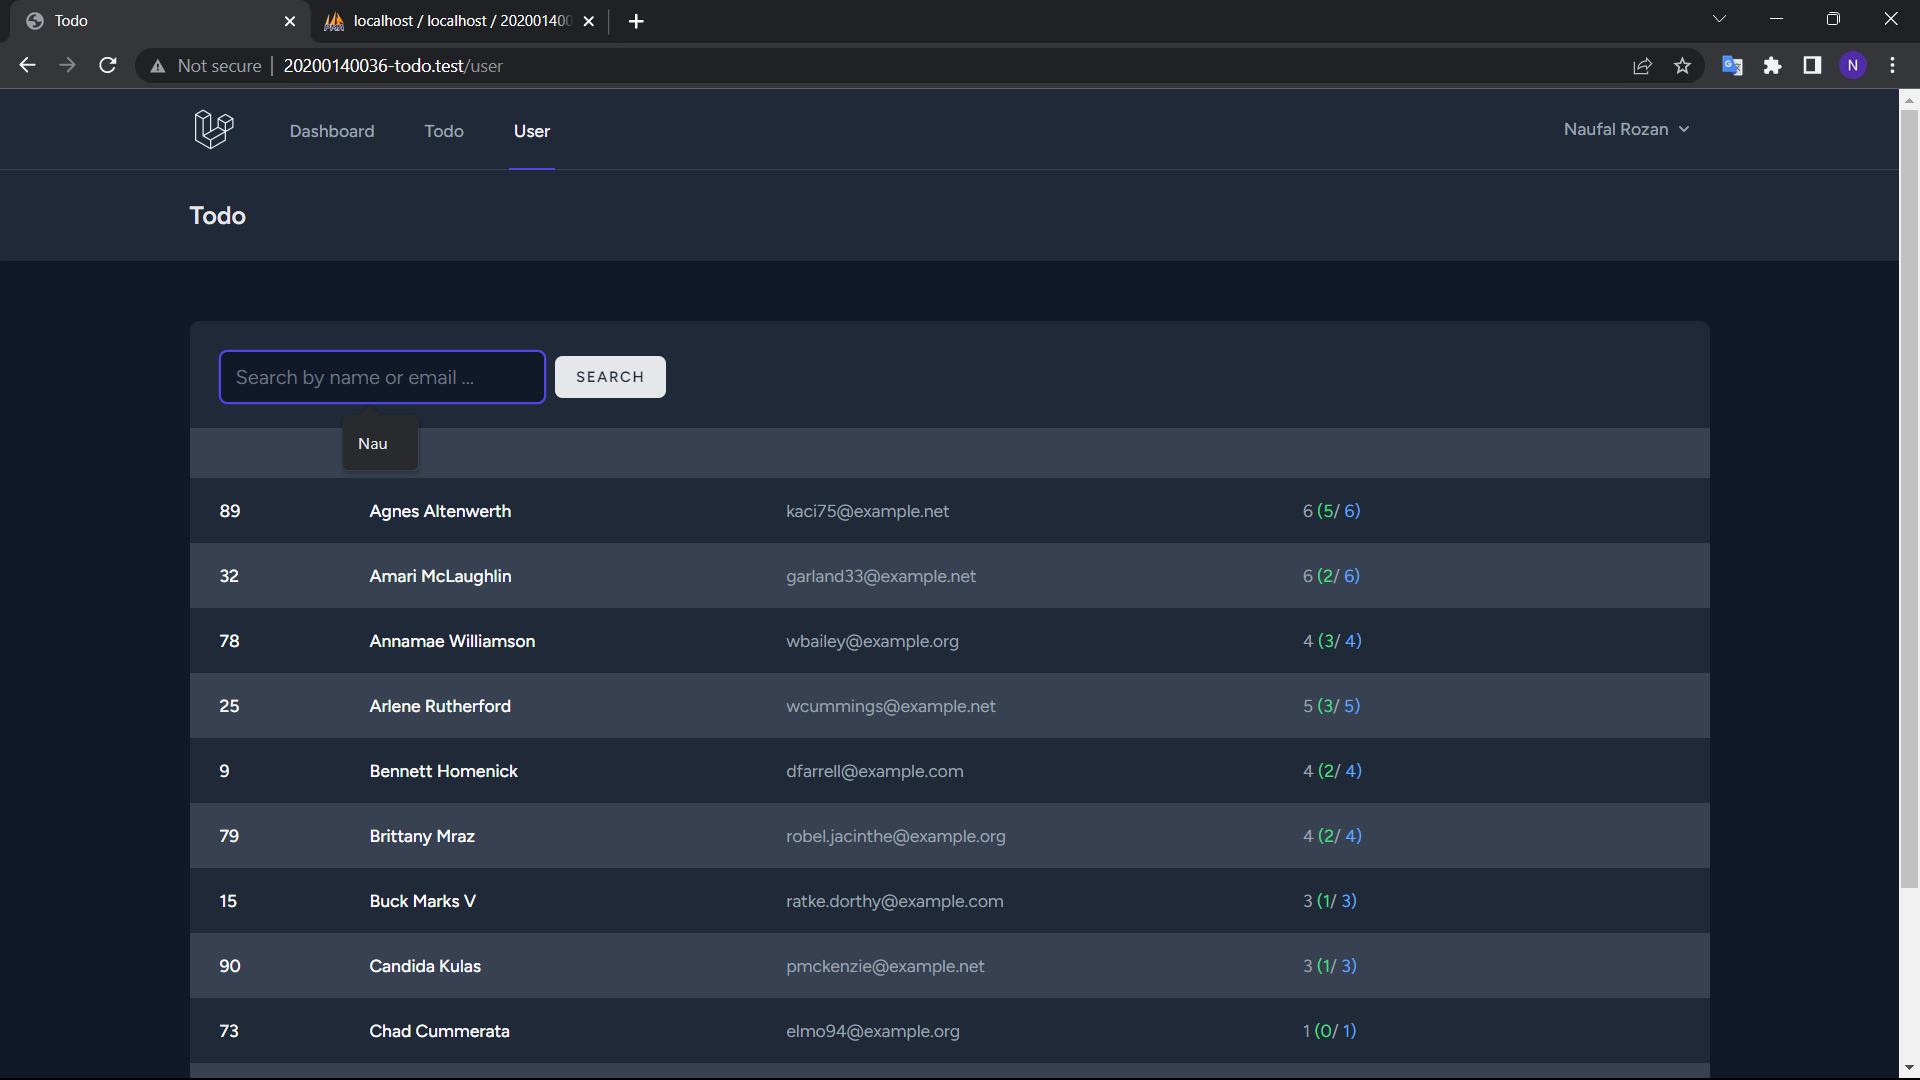 Todo
localhost / localhost / 202001400
Not secure
20200140036-todo.test/user
N
Dashboard
Todo
User
Naufal Rozan
Todo
Search by name or email ...
SEARCH
Nau
89 Agnes Altenwerth kaci75@example.net 6 (5/ 6)
32 Amari McLaughlin garland33@example.net 6 (2/ 6)
78 Annamae Williamson wbailey@example.org 4 (3/ 4)
25 Arlene Rutherford wcummings@example.net 5 (3/ 5)
9 Bennett Homenick dfarrell@example.com 4 (2/ 4)
79 Brittany Mraz robel.jacinthe@example.org 4 (2/ 4)
15 Buck Marks V ratke.dorthy@example.com 3 (1/ 3)
90 Candida Kulas pmckenzie@example.net 3 (1/ 3)
73 Chad Cummerata elmo94@example.org 1 (0/ 1)